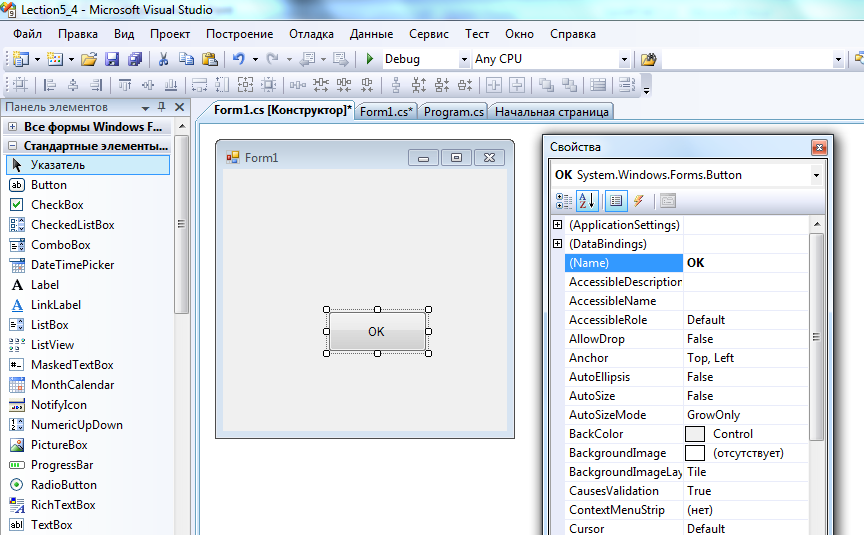 Lection5_4 - Microsoft Visual Studio
Файл Правка Вид Проект Построение Отладка Данные Сервис Тест Окно Справка
Debug Any CPU
Панель элементов
Все формы Windows F...
Стандартные элементы...
Указатель
Button
CheckBox
CheckedListBox
ComboBox
DateTimePicker
Label
LinkLabel
ListBox
ListView
MaskedTextBox
MonthCalendar
NotifyIcon
NumericUpDown
PictureBox
ProgressBar
RadioButton
RichTextBox
TextBox
Form1.cs [Конструктор]* Form1.cs* Program.cs Начальная страница
Form1
OK
Свойства
OK System.Windows.Forms.Button
(ApplicationSettings)
(DataBindings)
(Name) OK
AccessibleDescription
AccessibleName
AccessibleRole Default
AllowDrop False
Anchor Top, Left
AutoEllipsis False
AutoSize False
AutoSizeMode GrowOnly
BackColor Control
BackgroundImage (отсутствует)
BackgroundImageLay Tile
CausesValidation True
ContextMenuStrip (нет)
Cursor Default